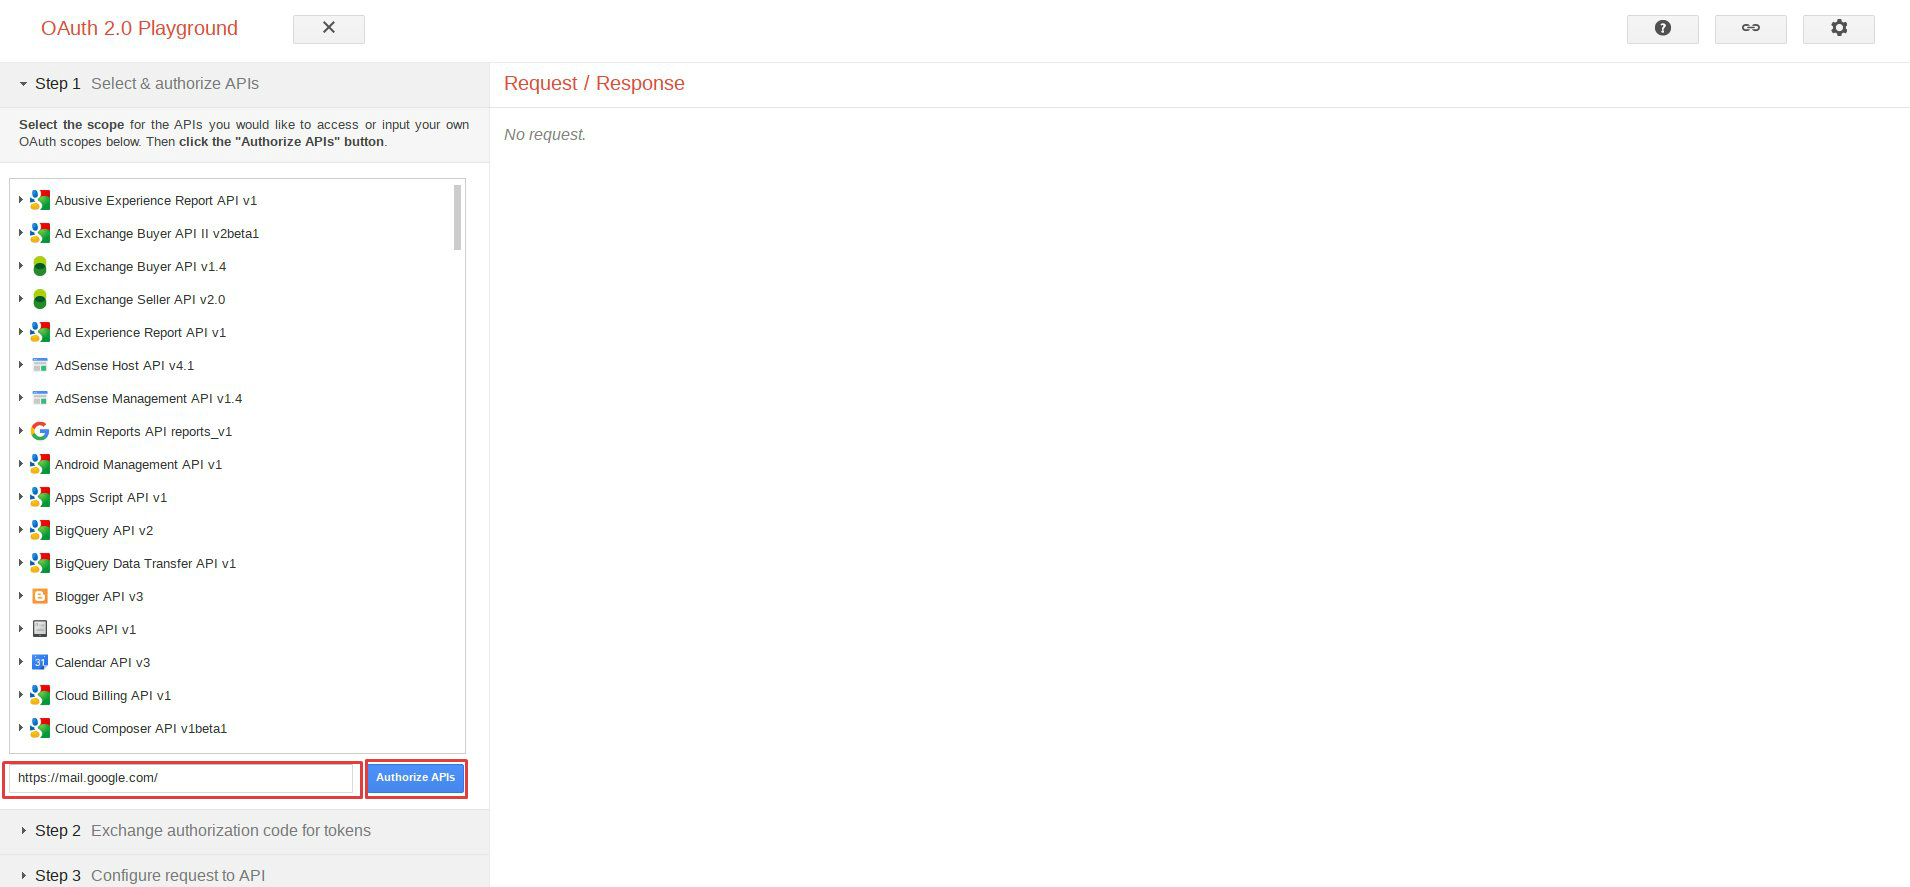 OAuth 2.0 Playground
Step 1 Select & authorize APIs
Select the scope for the APIs you would like to access or input your own
OAuth scopes below. Then click the "Authorize APIs" button.
Abusive Experience Report API v1
Ad Exchange Buyer API II v2beta1
Ad Exchange Buyer API v1.4
Ad Exchange Seller API v2.0
Ad Experience Report API v1
AdSense Host API v4.1
AdSense Management API v1.4
Admin Reports API reports_v1
Android Management API v1
Apps Script API v1
BigQuery API v2
BigQuery Data Transfer API v1
Blogger API v3
Books API v1
31 Calendar API v3
Cloud Billing API v1
Cloud Composer API v1beta1
https://mail.google.com/ Authorize APIs
Step 2 Exchange authorization code for tokens
Step 3 Configure request to API
Request / Response
No request.